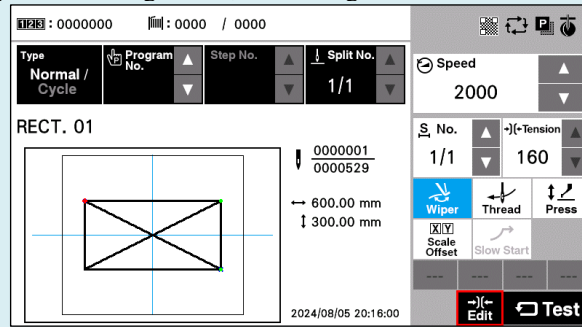 123 : 0000000 : 0000 / 0000
Type
Normal /
Cycle
P Program
No.
Step No.
Split No.
1/1
Speed
2000
RECT. 01
0000001
0000529
600.00 mm
300.00 mm
2024/08/05 20:16:00
S No.
1/1
Tension
160
Wiper
Thread
Press
X Y
Scale
Offset
Slow Start
--- --- --- ---
Edit
Test
P